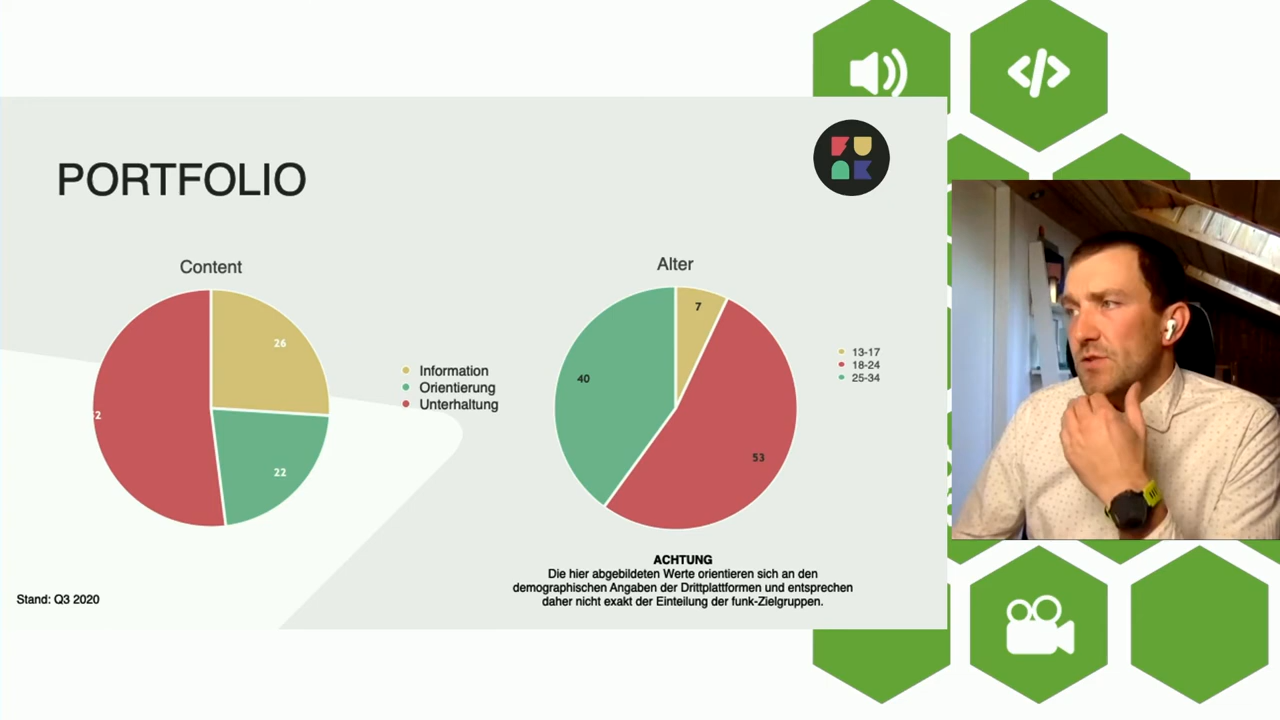 PORTFOLIO
Content
26
22
Information
Orientierung
Unterhaltung
Alter
7
40
53
13-17
18-24
25-34
ACHTUNG
Die hier abgebildeten Werte orientieren sich an den
demographischen Angaben der Drittplattformen und entsprechen
daher nicht exakt der Einteilung der funk-Zielgruppen.
Stand: Q3 2020